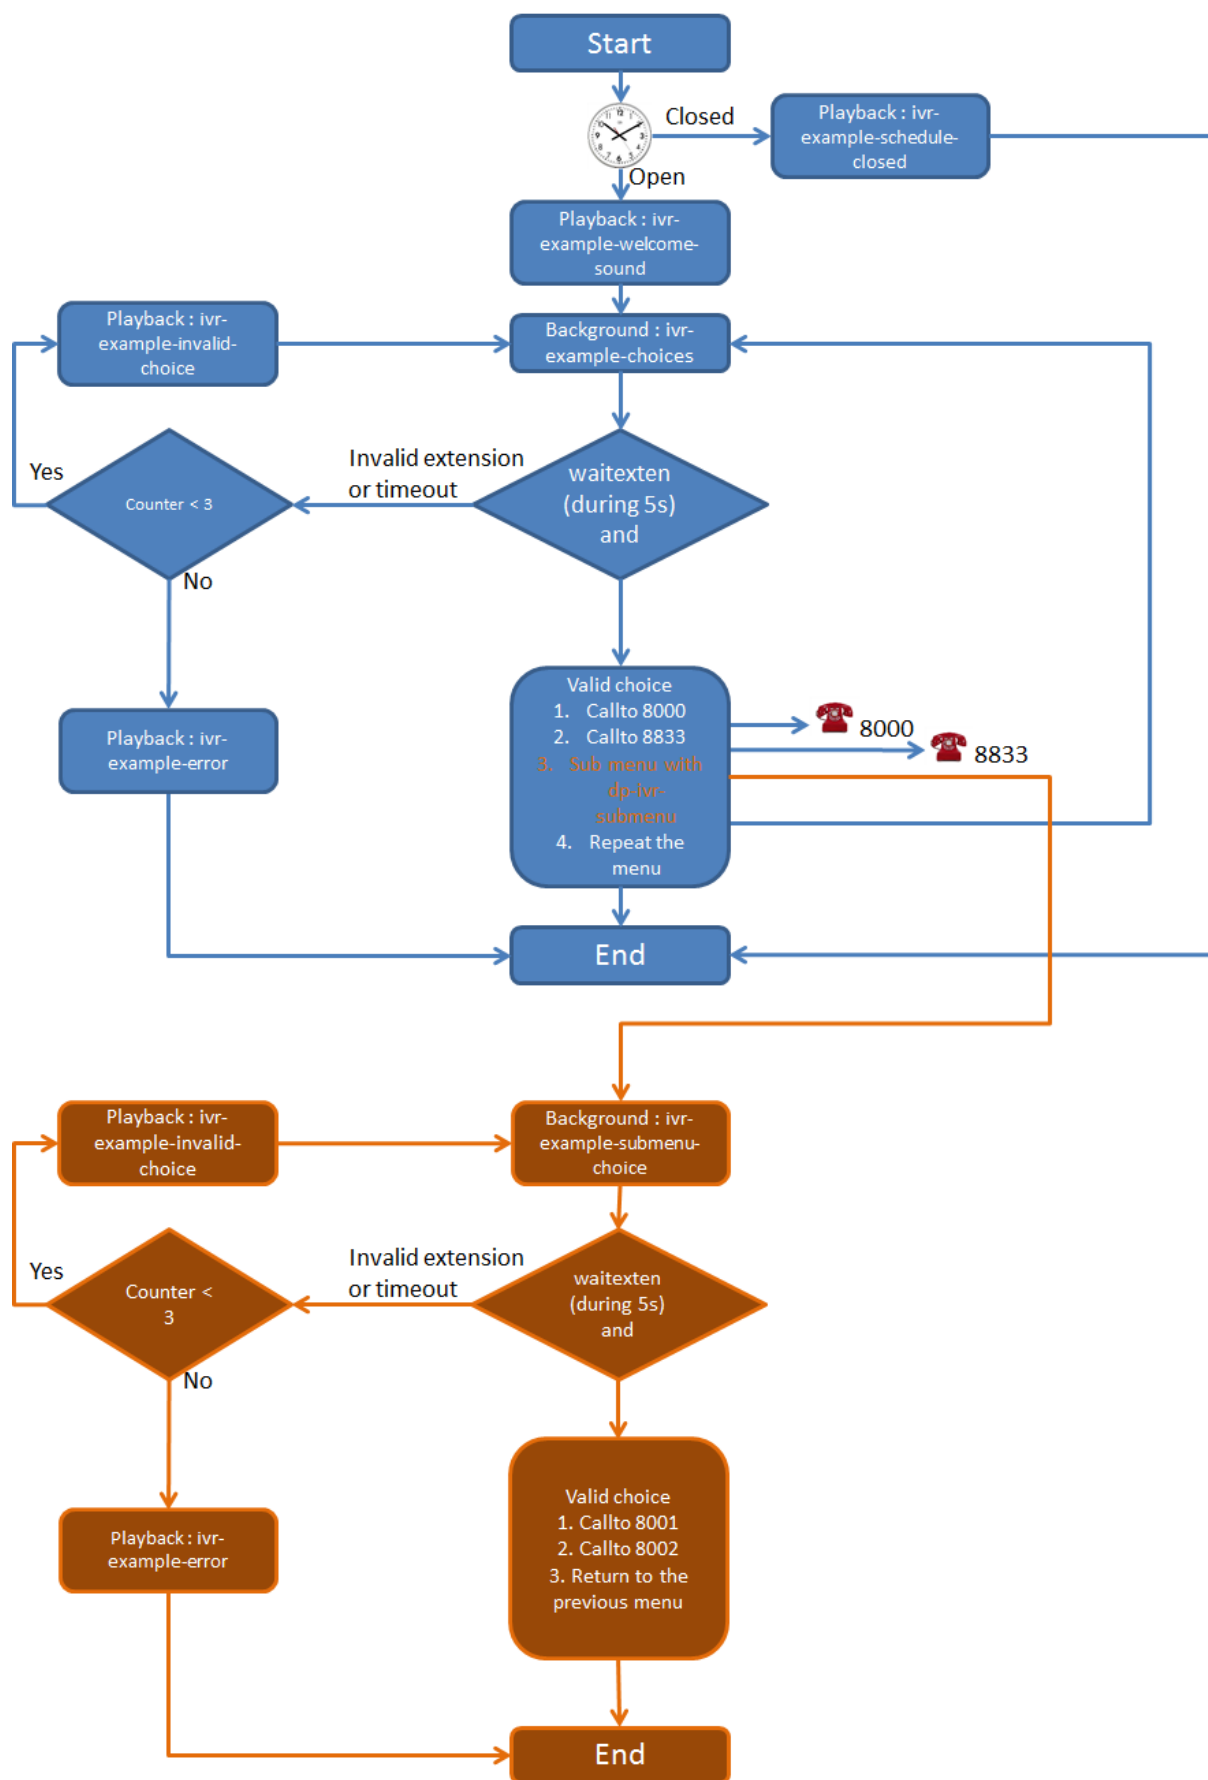 Start
Closed
Playback : ivr-
example-schedule-
closed
Open
Playback : ivr-
example-welcome-
sound
Playback : ivr-
example-invalid-
choice
Background : ivr-
example-choices
Yes
Counter < 3
Invalid extension
or timeout
waitexten
(during 5s)
and
No
Valid choice
1. Callto 8000
2. Callto 8833
3. Sub menu with
dp-ivr-
submenu
4. Repeat the
menu
8000
8833
Playback : ivr-
example-error
End
Playback : ivr-
example-invalid-
choice
Background : ivr-
example-submenu-
choice
Yes
Counter <
3
Invalid extension
or timeout
waitexten
(during 5s)
and
No
Playback : ivr-
example-error
Valid choice
1. Callto 8001
2. Callto 8002
3. Return to the
previous menu
End